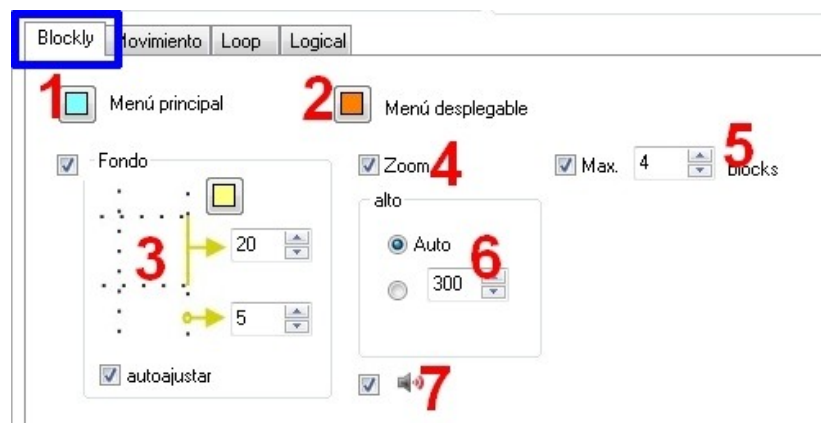 Blockly Movimiento Loop Logical
1 Menú principal 2 Menú desplegable
Fondo Zoom 4 Max. 4 5 blocks
alto
3 20 Auto 6
300
5
autoajustar 7